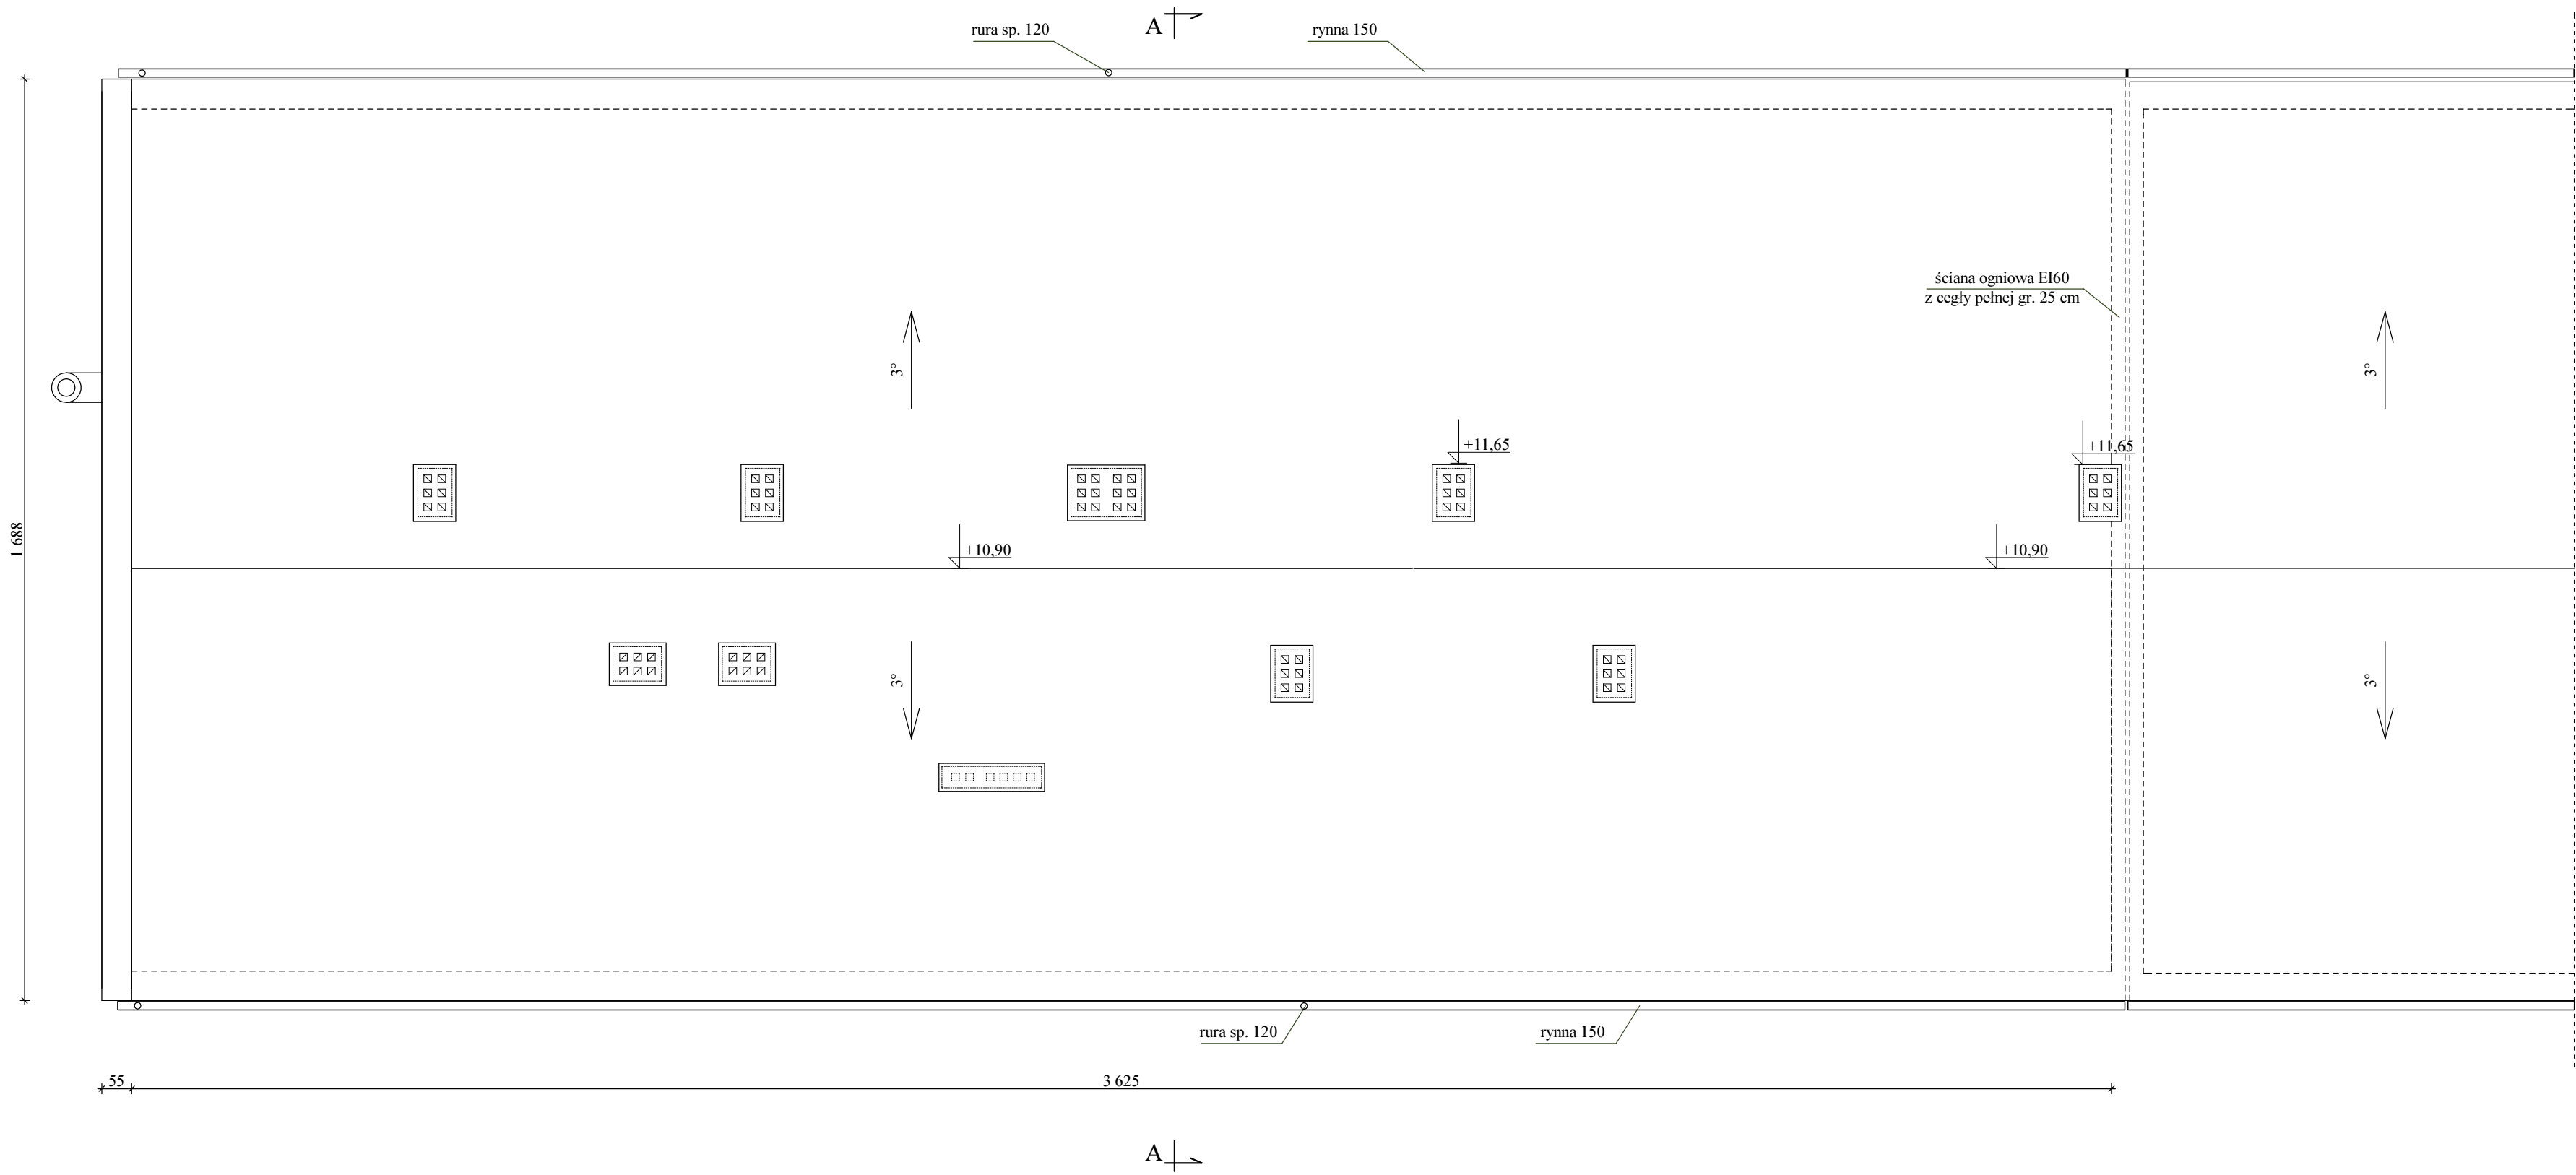 A
rura sp. 120
rynna 150
ściana ogniowa EI60
z cegły pełnej gr. 25 cm
3°
3°
+11,65
+11,65
1 688
+10,90
+10,90
3°
3°
rura sp. 120
rynna 150
55
3 625
A